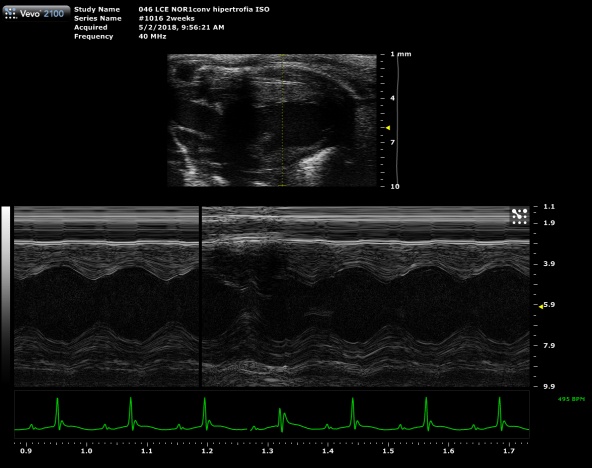 Vevo 2100
Study Name 046 LCE NOR1conv hipertrofia ISO
Series Name #1016 2weeks
Acquired 5/2/2018, 9:56:21 AM
Frequency 40 MHz
1 mm
4
7
10
1.1
1.9
3.9
5.9
7.9
9.9
495 BPM
0.9 1.0 1.1 1.2 1.3 1.4 1.5 1.6 1.7